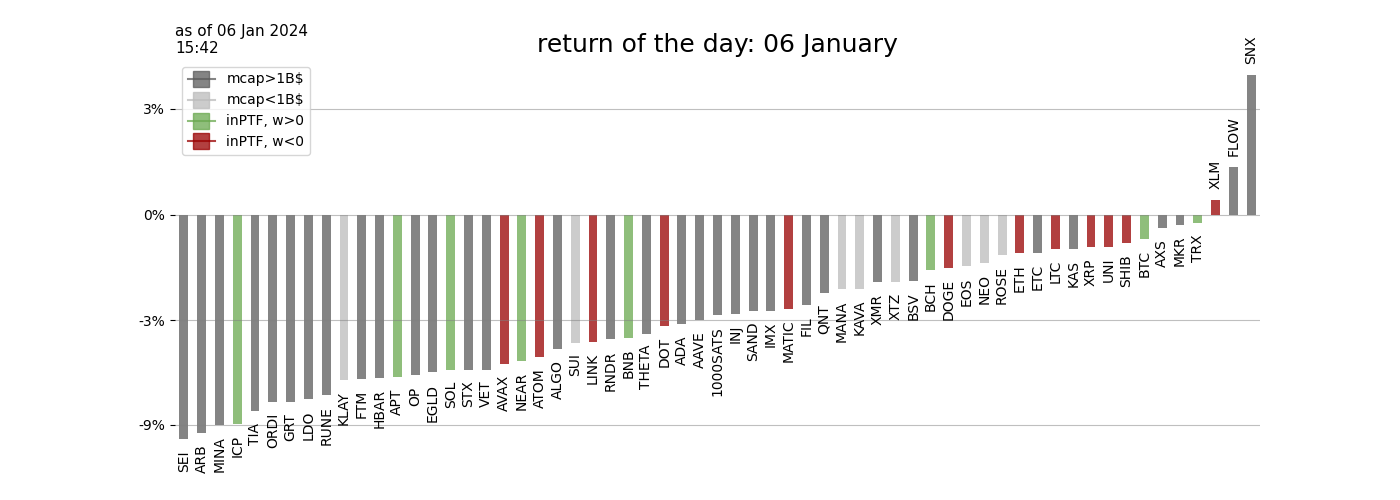 as of 06 Jan 2024
15:42
return of the day: 06 January
mcap>1B$
mcap<1B$
inPTF, w>0
inPTF, w<0
3%
0%
-3%
-9%
SEI
ARB
MINA
ICP
TIA
ORDI
GRT
LDO
RUNE
KLAY
FTM
HBAR
APT
OP
EGLD
SOL
STX
VET
AVAX
NEAR
ATOM
ALGO
SUI
LINK
RNDR
BNB
THETA
DOT
ADA
AAVE
1000SATS
INJ
SAND
IMX
MATIC
FIL
QNT
MANA
KAVA
XMR
XTZ
BSV
BCH
DOGE
EOS
NEO
ROSE
ETH
ETC
LTC
KAS
XRP
UNI
SHIB
BTC
AXS
MKR
TRX
XLM
FLOW
SNX